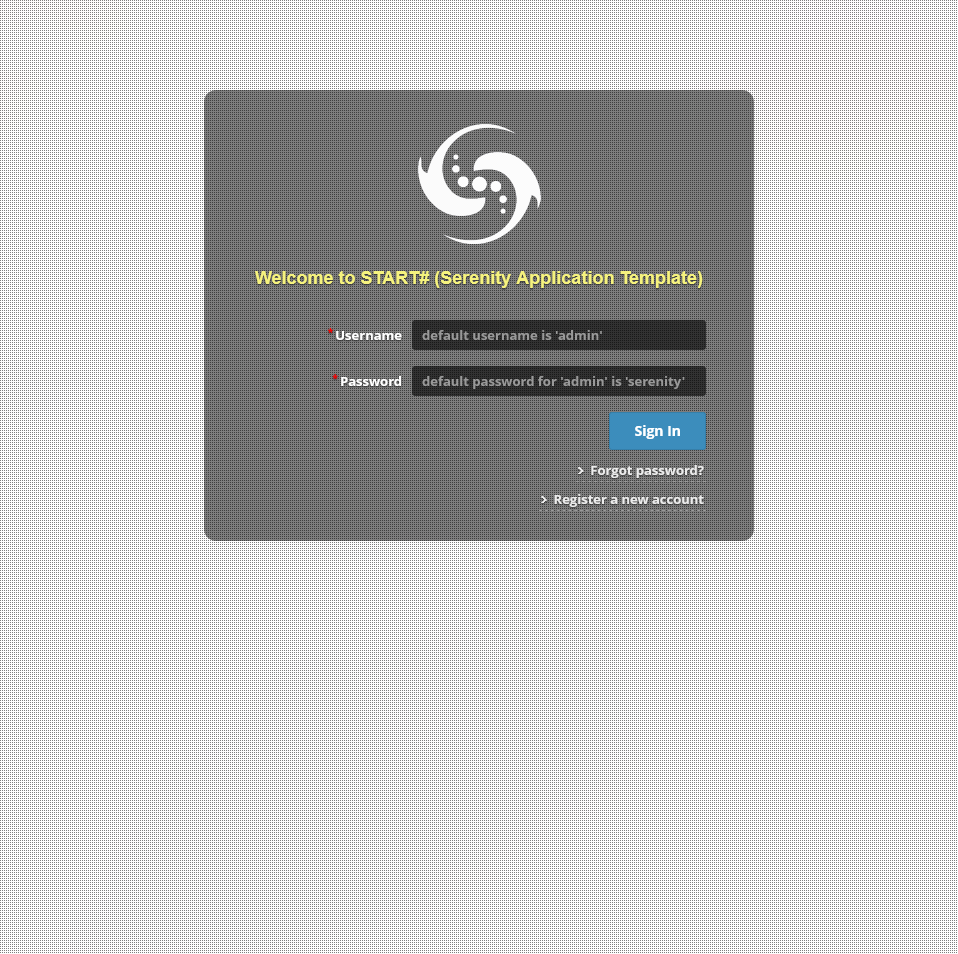 Welcome to START# (Serenity Application Template)
*Username
default username is 'admin'
*Password
default password for 'admin' is 'serenity'
Sign In
Forgot password?
Register a new account